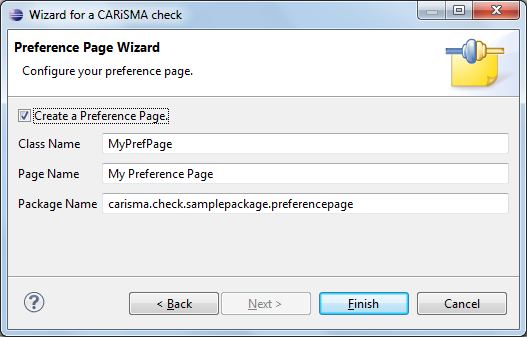 Wizard for a CARiSMA check
Preference Page Wizard
Configure your preference page.
Create a Preference Page.
Class Name MyPrefPage
Page Name My Preference Page
Package Name carisma.check.samplepackage.preferencepage
? < Back Next > Finish Cancel